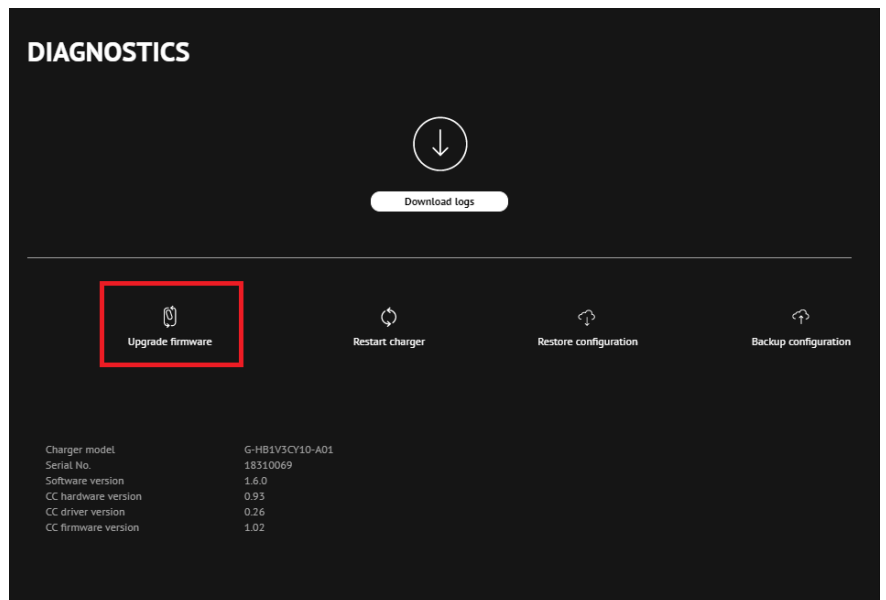 DIAGNOSTICS
Download logs
Upgrade firmware
Restart charger
Restore configuration
Backup configuration
Charger model G-HB1V3CY10-A01
Serial No. 18310069
Software version 1.6.0
CC hardware version 0.93
CC driver version 0.26
CC firmware version 1.02